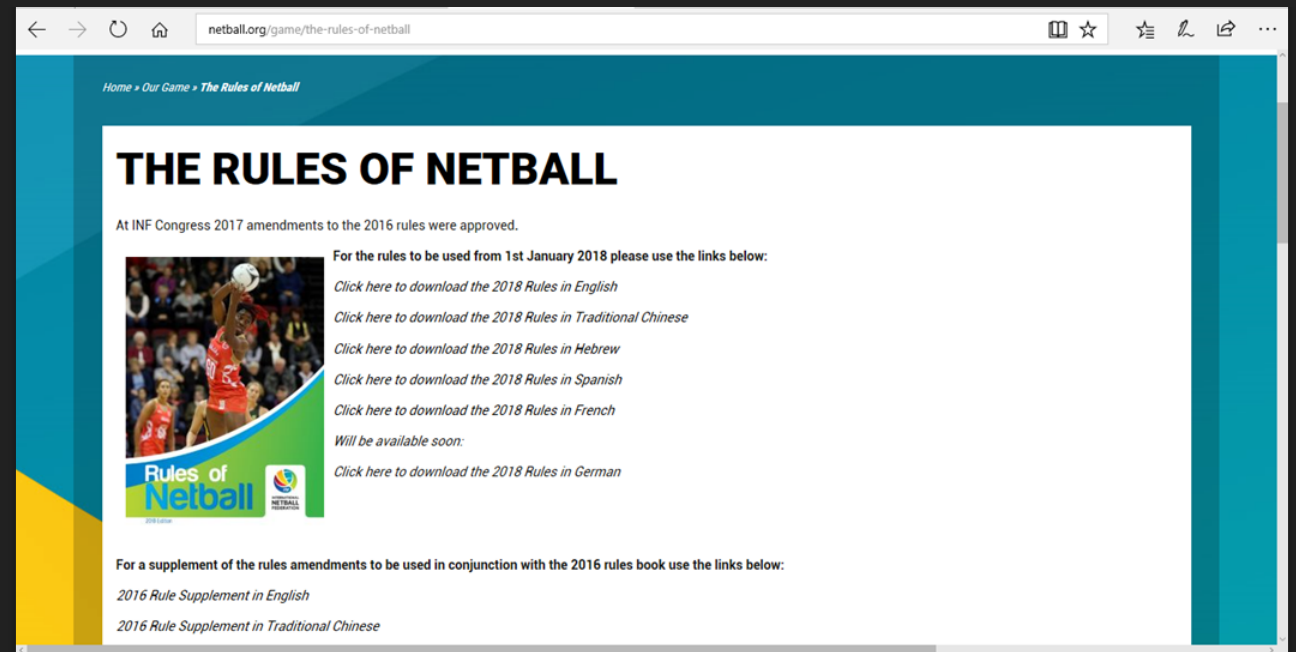 netball.org/game/the-rules-of-netball
Home » Our Game » The Rules of Netball
THE RULES OF NETBALL
At INF Congress 2017 amendments to the 2016 rules were approved.
For the rules to be used from 1st January 2018 please use the links below:
Click here to download the 2018 Rules in English
Click here to download the 2018 Rules in Traditional Chinese
Click here to download the 2018 Rules in Hebrew
Click here to download the 2018 Rules in Spanish
Click here to download the 2018 Rules in French
Will be available soon:
Click here to download the 2018 Rules in German
Rules of
Netball
INTERNATIONAL
NETBALL
FEDERATION
For a supplement of the rules amendments to be used in conjunction with the 2016 rules book use the links below:
2016 Rule Supplement in English
2016 Rule Supplement in Traditional Chinese